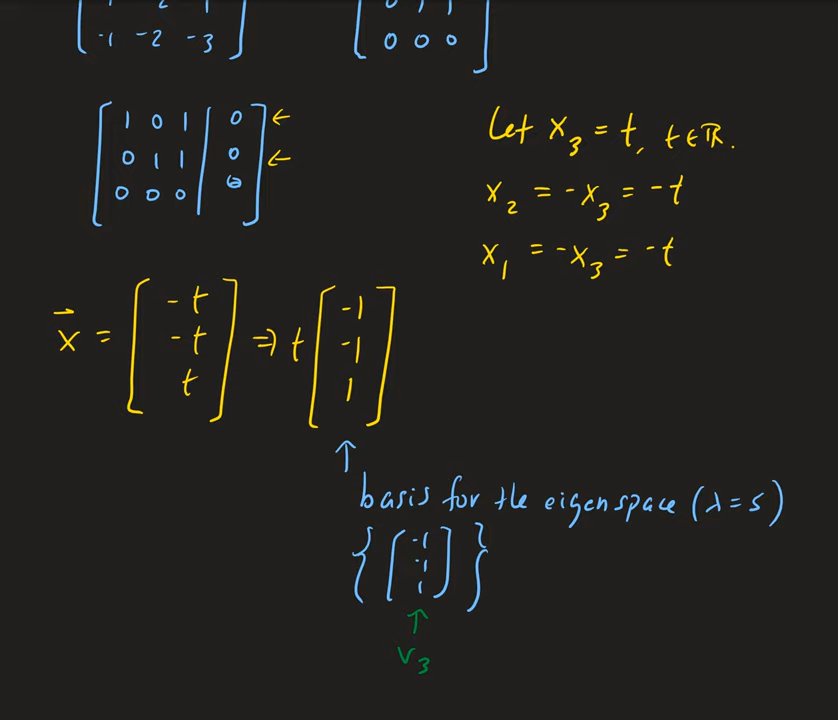 -1 -2 -3
0 0 0
1 0 1 | 0 ←
0 1 1 | 0 ←
0 0 0 | 0
Let x₃ = t, t∈ℝ.
x₂ = -x₃ = -t
x₁ = -x₃ = -t
x⃗ = [ -t
-t
t ] ⇒ t [ -1
-1
1 ]
↑
basis for the eigenspace (λ = 5)
{ [ -1
-1
1 ] }
↑
v₃